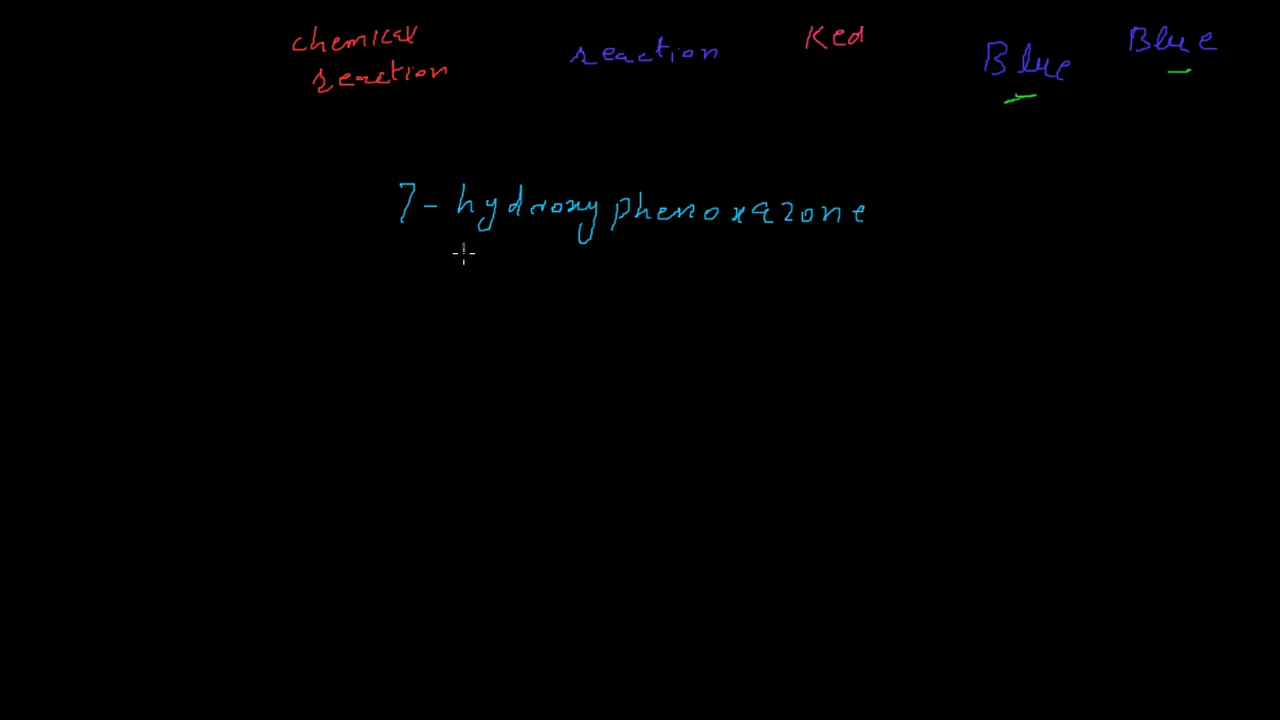 chemical
reaction
reaction
Red
Blue
Blue
7-hydroxyphenoxazone